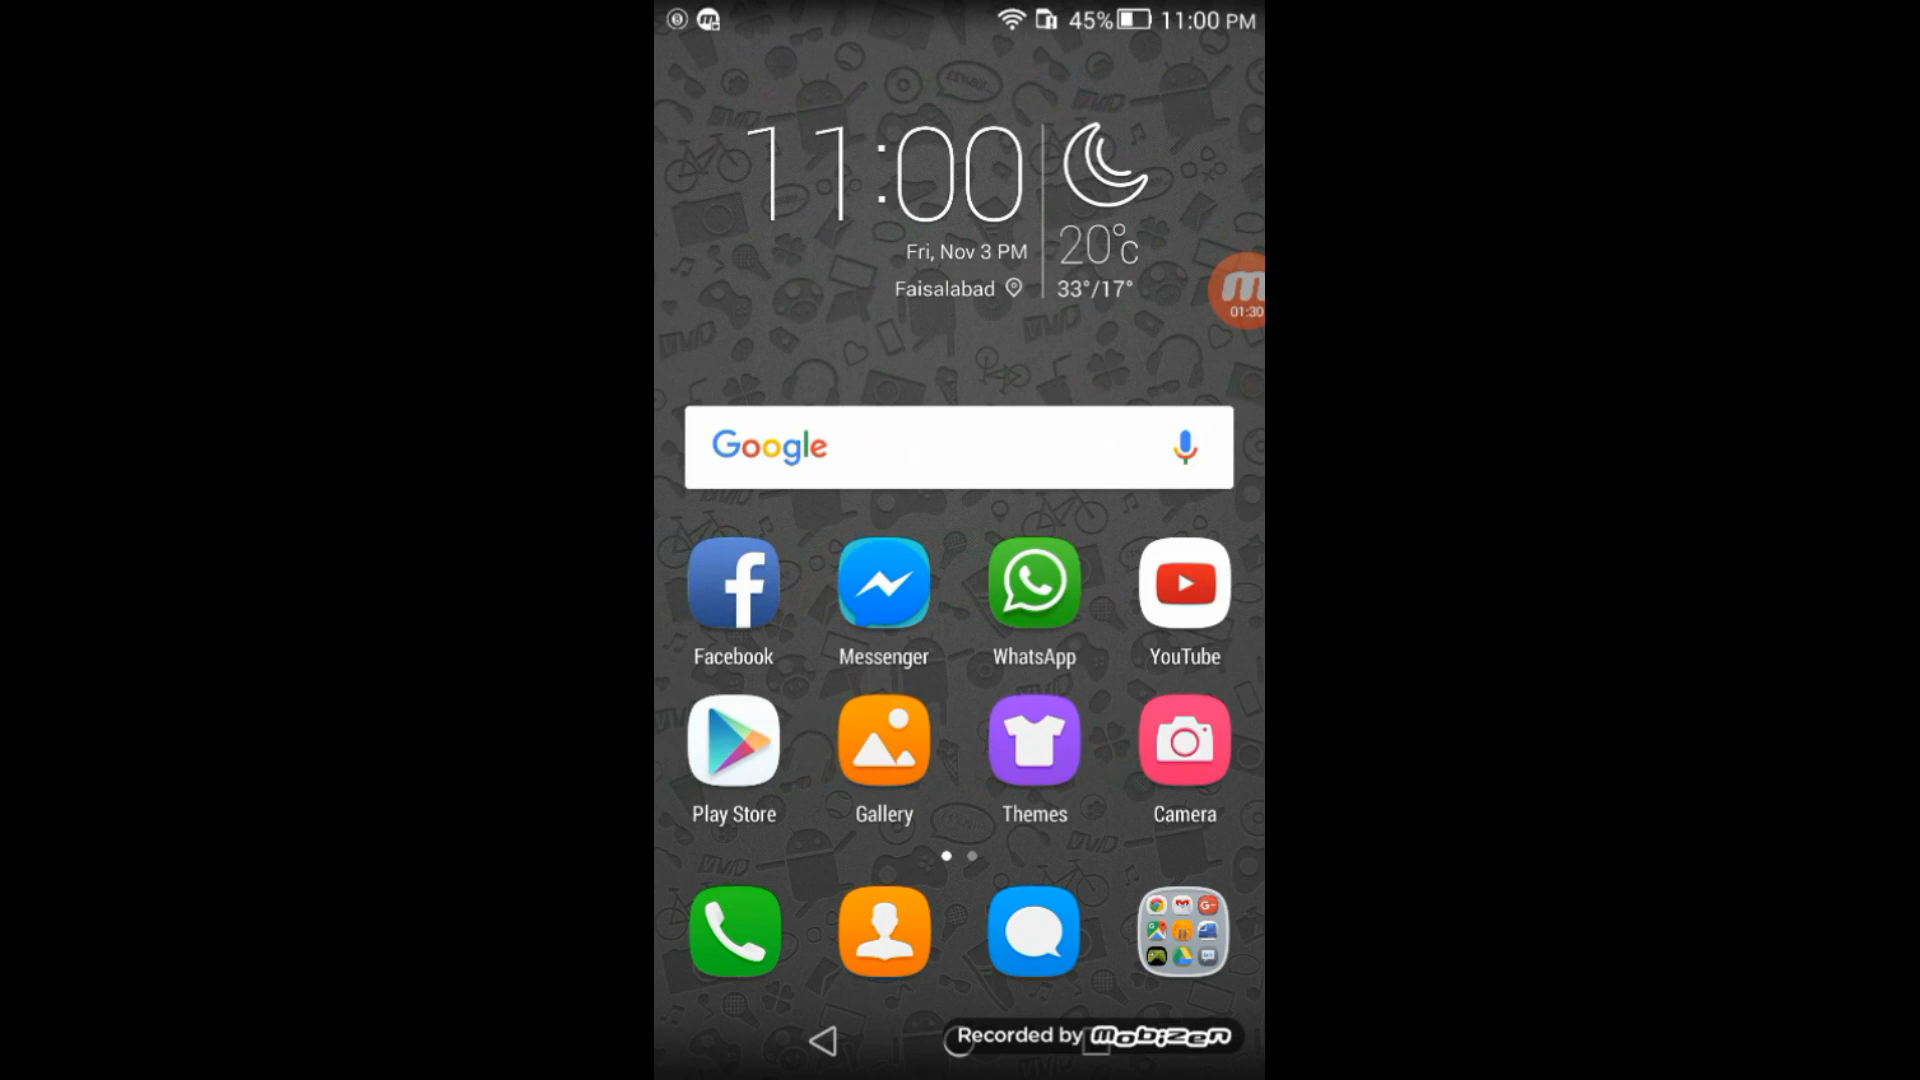 45% 11:00 PM
11:00
20°c
Fri, Nov 3 PM
Faisalabad
33°/17°
m
01:30
Google
Facebook
Messenger
WhatsApp
YouTube
Play Store
Gallery
Themes
Camera
Recorded by mobizen